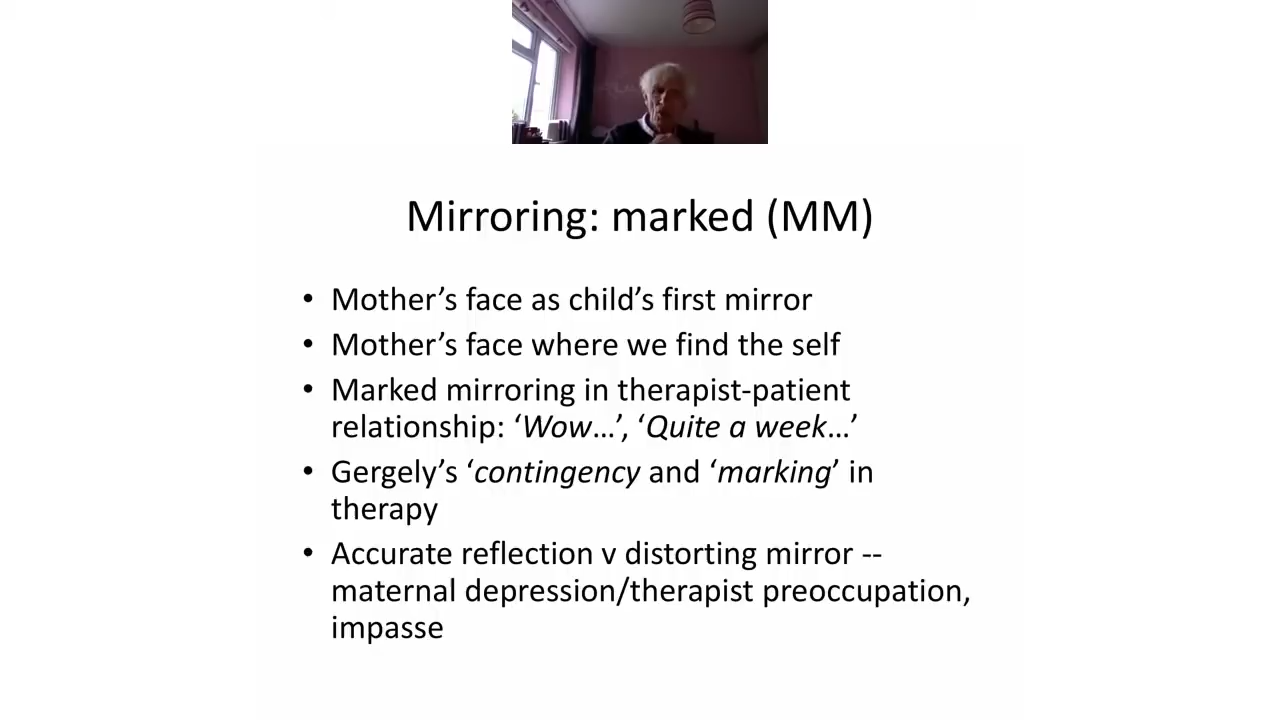 Mirroring: marked (MM)
• Mother’s face as child’s first mirror
• Mother’s face where we find the self
• Marked mirroring in therapist-patient
relationship: ‘Wow…’, ‘Quite a week…’
• Gergely’s ‘contingency and ‘marking’ in
therapy
• Accurate reflection v distorting mirror --
maternal depression/therapist preoccupation,
impasse